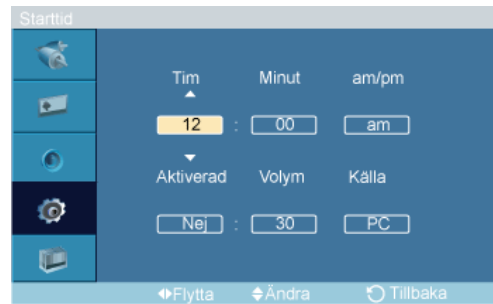 Starttid
Tim Minut am/pm
12 : 00 am
Aktiverad Volym Källa
Nej : 30 PC
Flytta Ändra Tillbaka